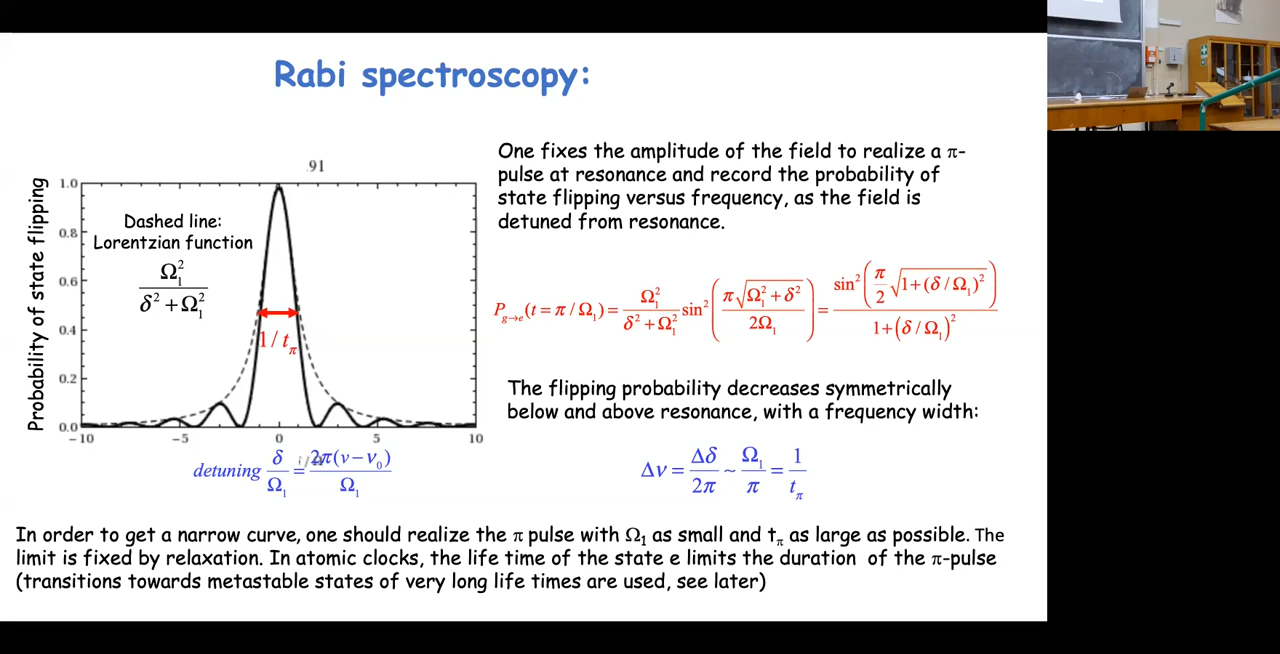 Rabi spectroscopy:
One fixes the amplitude of the field to realize a π-
pulse at resonance and record the probability of
state flipping versus frequency, as the field is
detuned from resonance.
.91
Probability of state flipping
1.0
0.8
0.6
0.4
0.2
0.0
Dashed line:
Lorentzian function
Ω₁² / (δ² + Ω₁²)
1 / t_π
−10 −5 0 5 10
detuning δ/Ω₁ = 2π(ν − ν₀)/Ω₁
P_{g→e}(t = π / Ω₁) = Ω₁²/(δ² + Ω₁²) sin²(π√(Ω₁² + δ²)/(2Ω₁)) = sin²(π/2 √(1 + (δ / Ω₁)²)) / (1 + (δ / Ω₁)²)
The flipping probability decreases symmetrically
below and above resonance, with a frequency width:
Δν = Δδ/2π ~ Ω₁/π = 1/t_π
In order to get a narrow curve, one should realize the π pulse with Ω₁ as small and t_π as large as possible. The
limit is fixed by relaxation. In atomic clocks, the life time of the state e limits the duration of the π-pulse
(transitions towards metastable states of very long life times are used, see later)